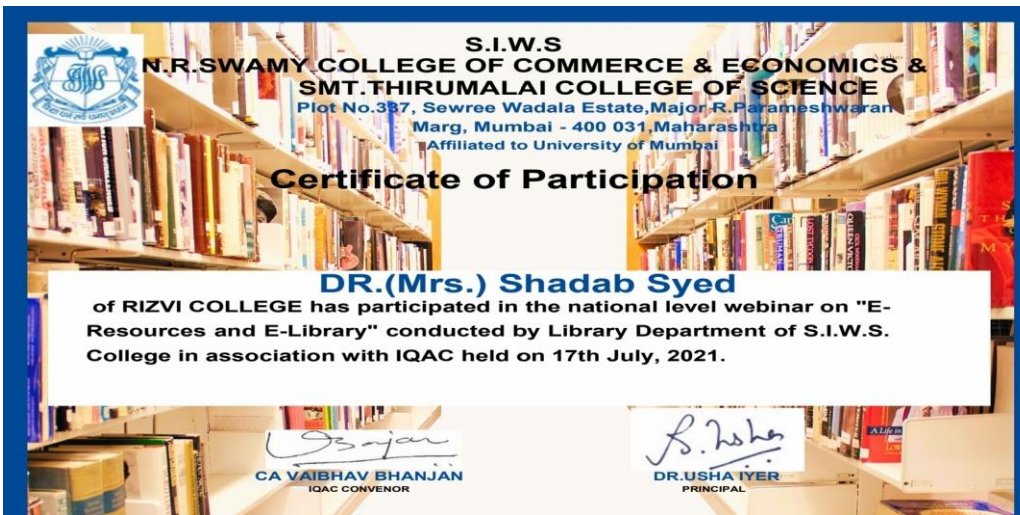 S.I.W.S
N.R.SWAMY COLLEGE OF COMMERCE & ECONOMICS &
SMT.THIRUMALAI COLLEGE OF SCIENCE
Plot No.337, Sewree Wadala Estate,Major R.Parameshwaran
Marg, Mumbai - 400 031,Maharashtra
Affiliated to University of Mumbai
Certificate of Participation
DR.(Mrs.) Shadab Syed
of RIZVI COLLEGE has participated in the national level webinar on "E-
Resources and E-Library" conducted by Library Department of S.I.W.S.
College in association with IQAC held on 17th July, 2021.
CA VAIBHAV BHANJAN
IQAC CONVENOR
DR.USHA IYER
PRINCIPAL